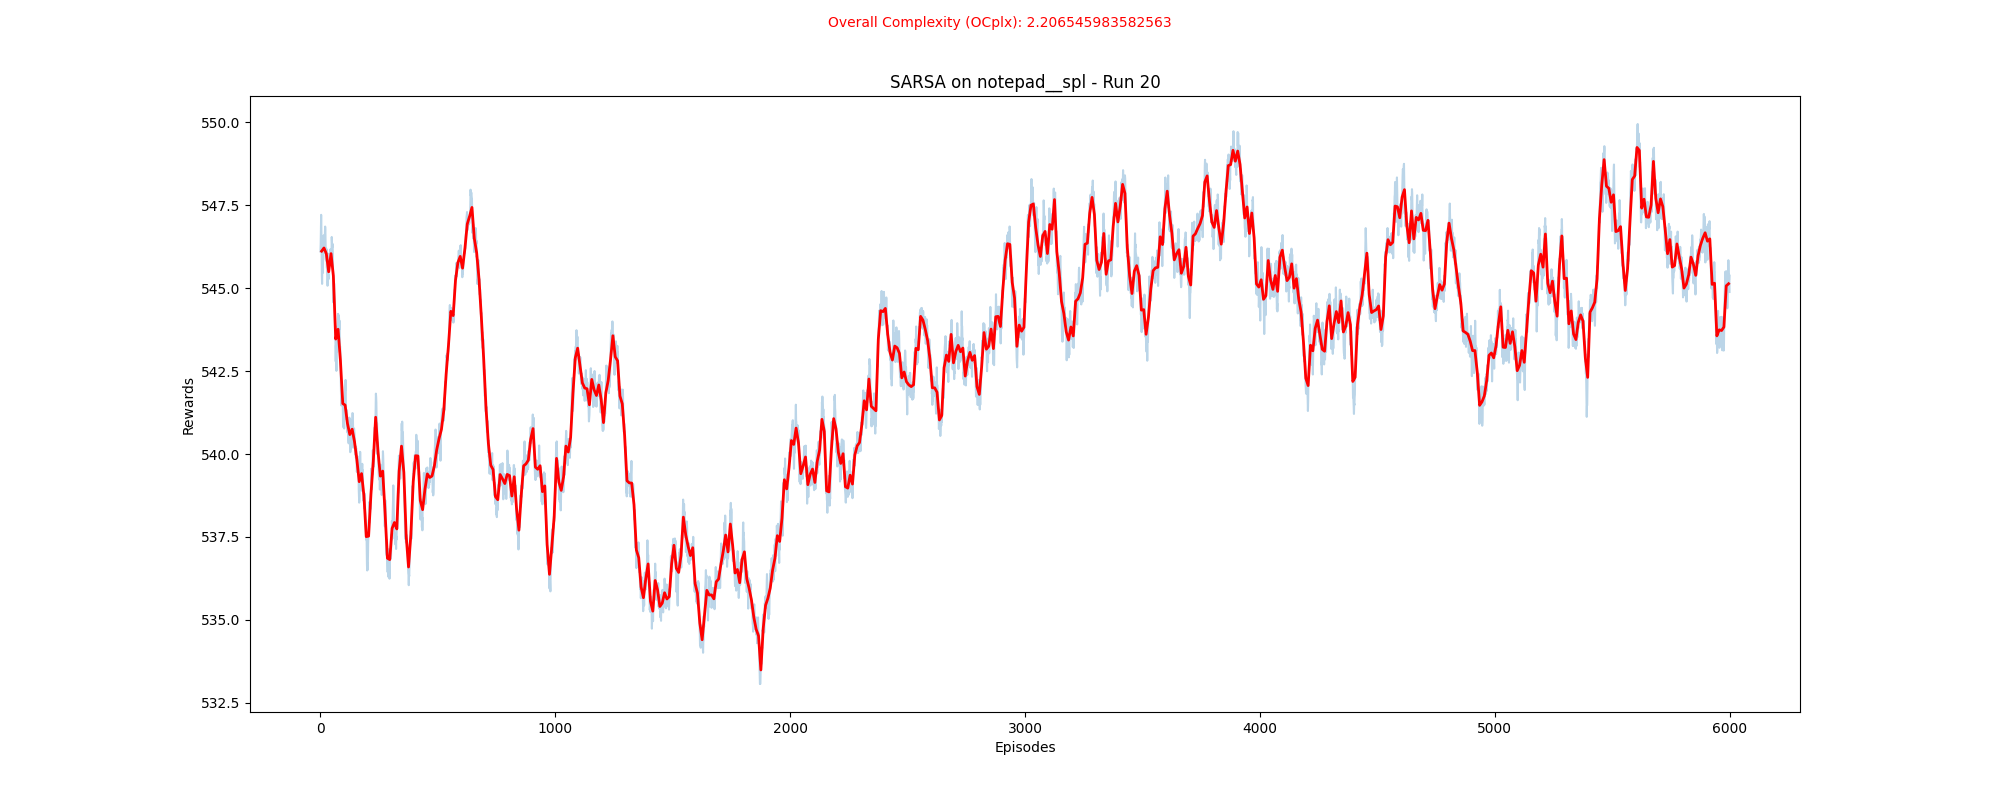 Overall Complexity (OCplx): 2.206545983582563
SARSA on notepad__spl - Run 20
550.0
547.5
545.0
542.5
540.0
537.5
535.0
532.5
Rewards
0 1000 2000 3000 4000 5000 6000
Episodes